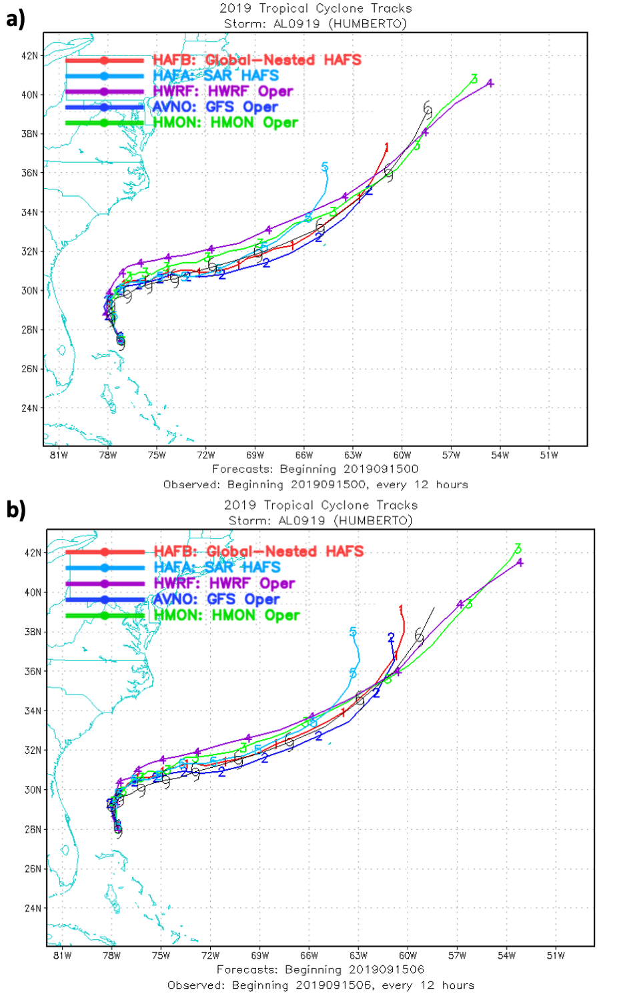 a)
2019 Tropical Cyclone Tracks
Storm: AL0919 (HUMBERTO)
42N
HAFB: Global-Nested HAFS
HAFA: SAR HAFS
40N
HWRF: HWRF Oper
AVNO: GFS Oper
HMON: HMON Oper
38N
36N
34N
32N
30N
28N
26N
24N
81W 78W 75W 72W 69W 66W 63W 60W 57W 54W 51W
Forecasts: Beginning 2019091500
Observed: Beginning 2019091500, every 12 hours
b)
2019 Tropical Cyclone Tracks
Storm: AL0919 (HUMBERTO)
42N
HAFB: Global-Nested HAFS
HAFA: SAR HAFS
HWRF: HWRF Oper
40N
AVNO: GFS Oper
HMON: HMON Oper
38N
36N
34N
32N
30N
28N
26N
24N
81W 78W 75W 72W 69W 66W 63W 60W 57W 54W 51W
Forecasts: Beginning 2019091506
Observed: Beginning 2019091506, every 12 hours